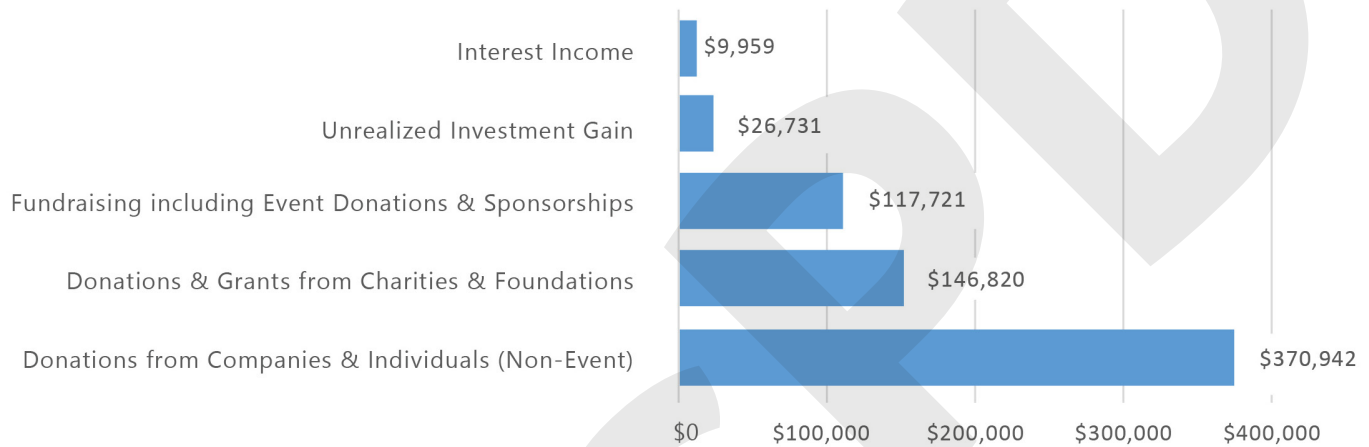 Interest Income
$9,959
Unrealized Investment Gain
$26,731
Fundraising including Event Donations & Sponsorships
$117,721
Donations & Grants from Charities & Foundations
$146,820
Donations from Companies & Individuals (Non-Event)
$370,942
$0 $100,000 $200,000 $300,000 $400,000